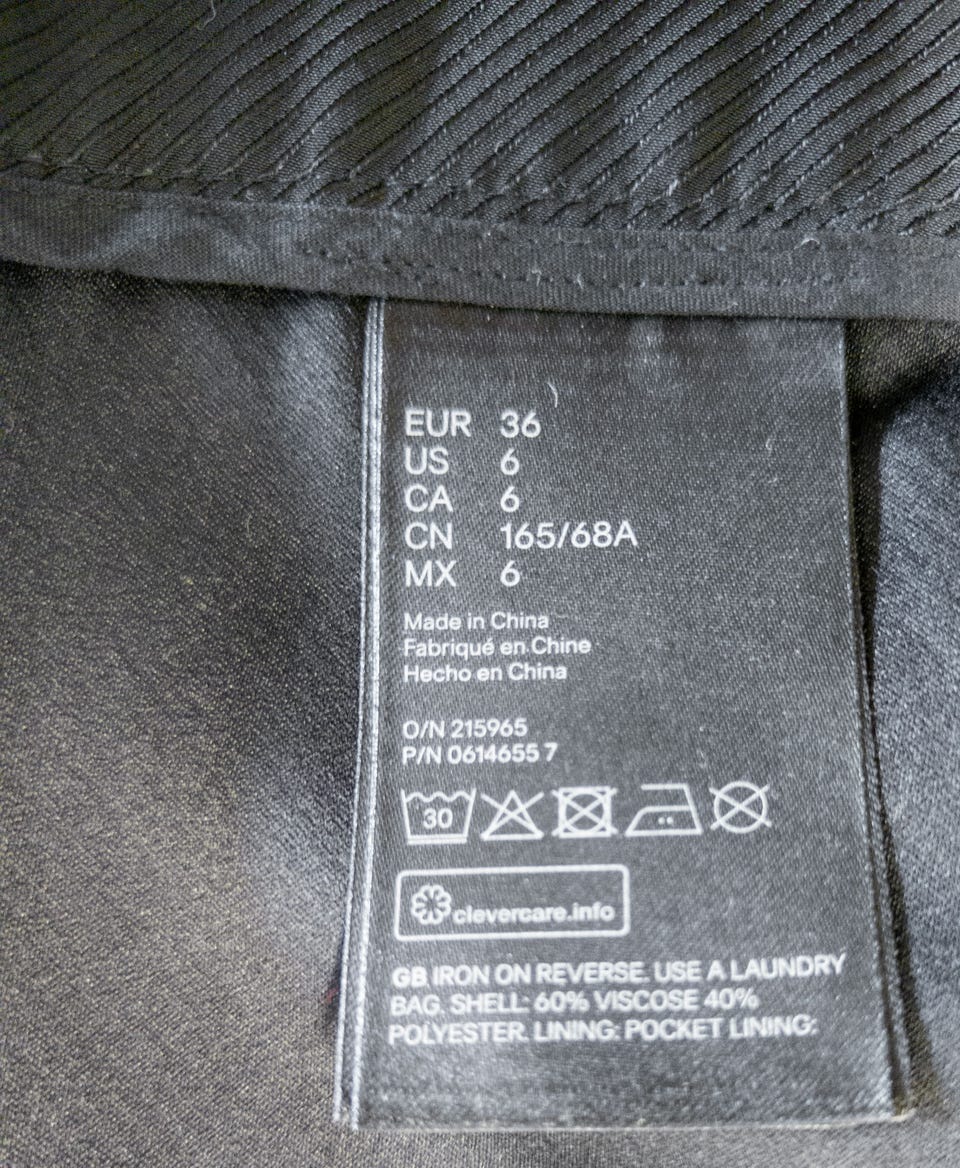 EUR 36
US 6
CA 6
CN 165/68A
MX 6
Made in China
Fabriqué en Chine
Hecho en China
O/N 215965
P/N 0614655 7
30
clevercare.info
GB IRON ON REVERSE. USE A LAUNDRY
BAG. SHELL: 60% VISCOSE 40%
POLYESTER. LINING: POCKET LINING: